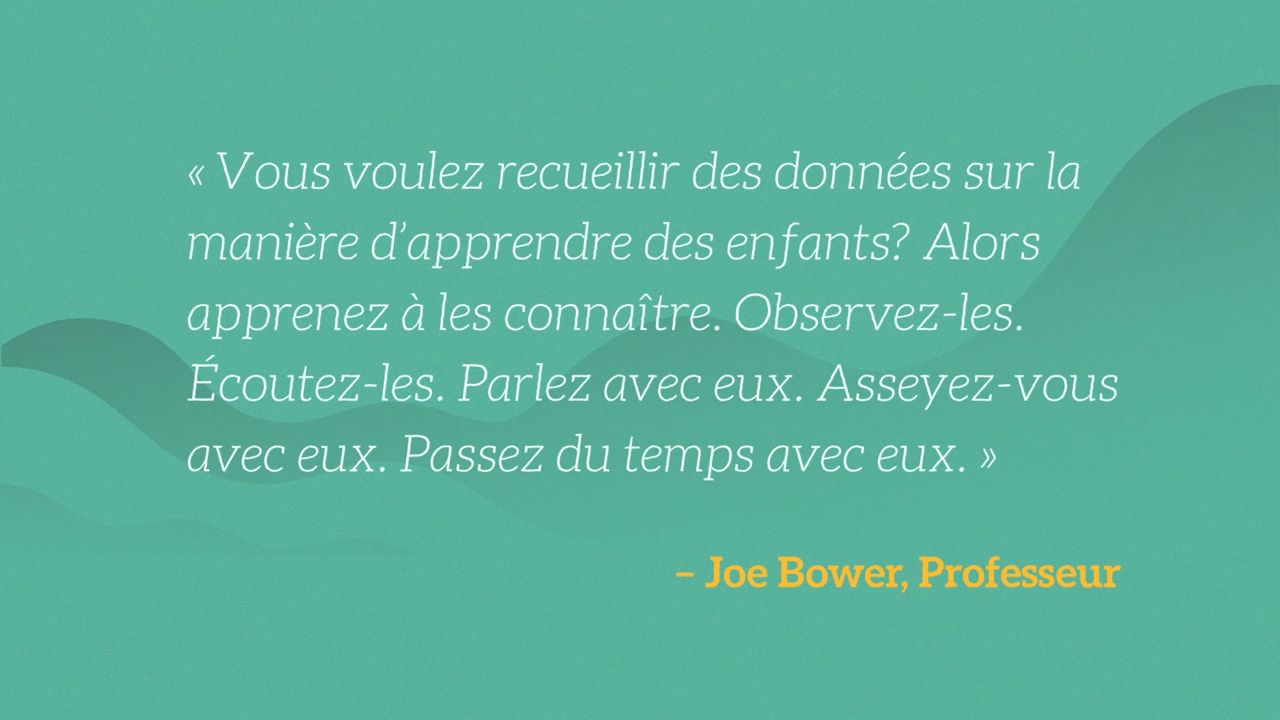 « Vous voulez recueillir des données sur la
manière d’apprendre des enfants? Alors
apprenez à les connaître. Observez-les.
Écoutez-les. Parlez avec eux. Asseyez-vous
avec eux. Passez du temps avec eux. »
– Joe Bower, Professeur